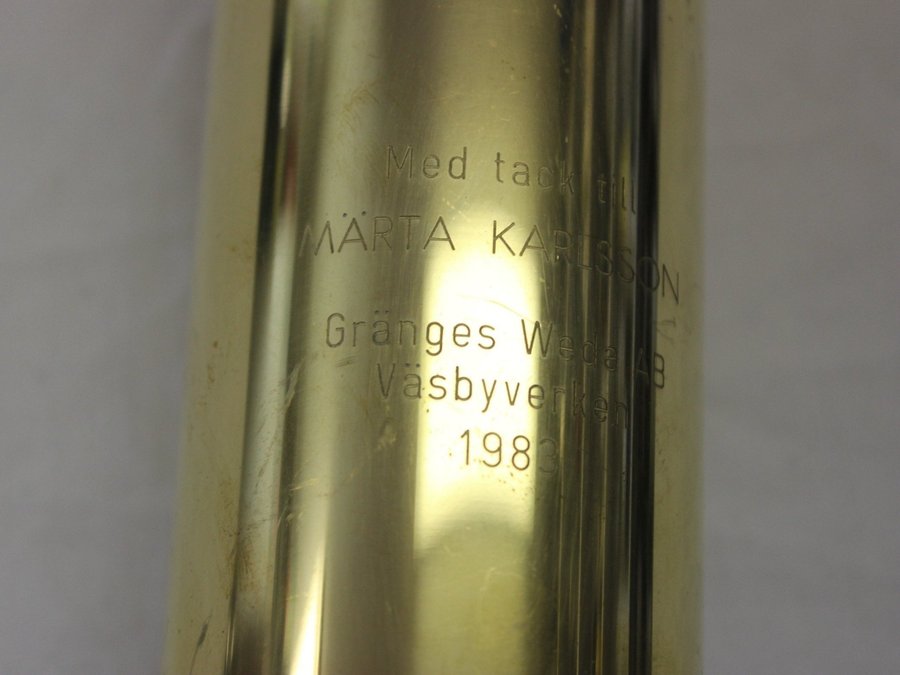 Med tack till
MÄRTA KARLSSON
Gränges Weda AB
Väsbyverken
1983